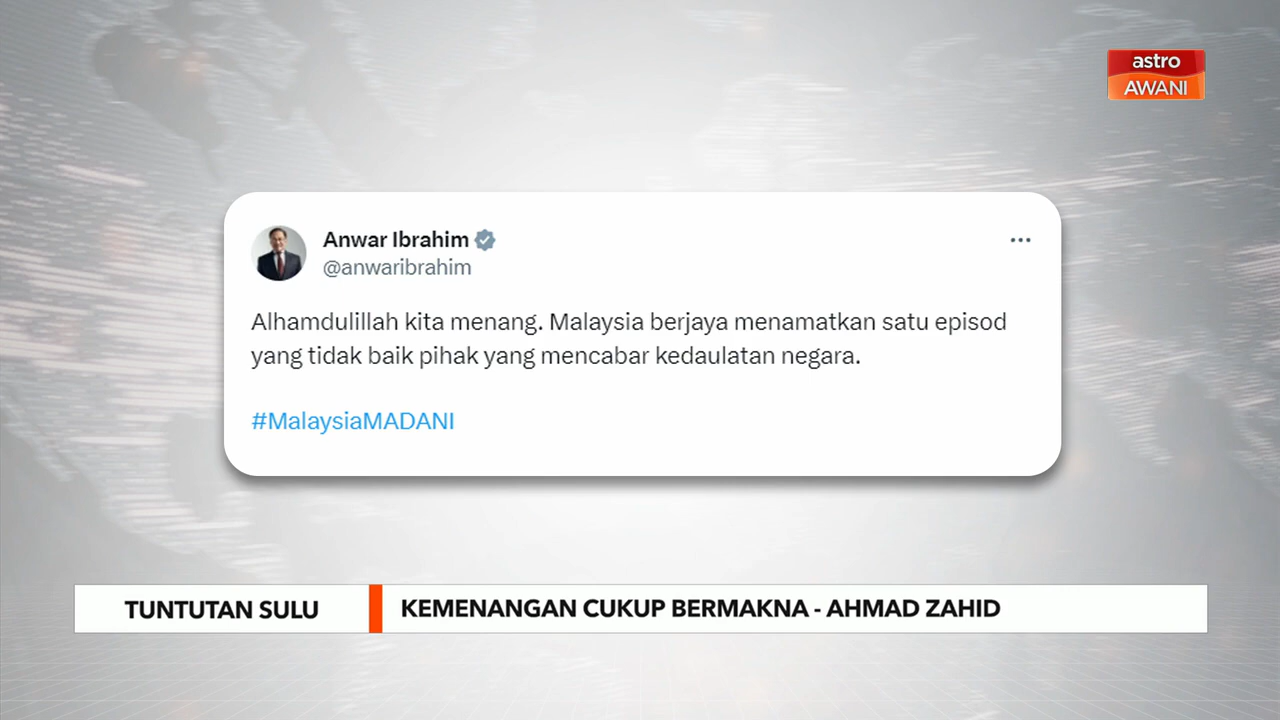 astro
AWANI
Anwar Ibrahim
@anwaribrahim
Alhamdulillah kita menang. Malaysia berjaya menamatkan satu episod
yang tidak baik pihak yang mencabar kedaulatan negara.
#MalaysiaMADANI
TUNTUTAN SULU
KEMENANGAN CUKUP BERMAKNA - AHMAD ZAHID